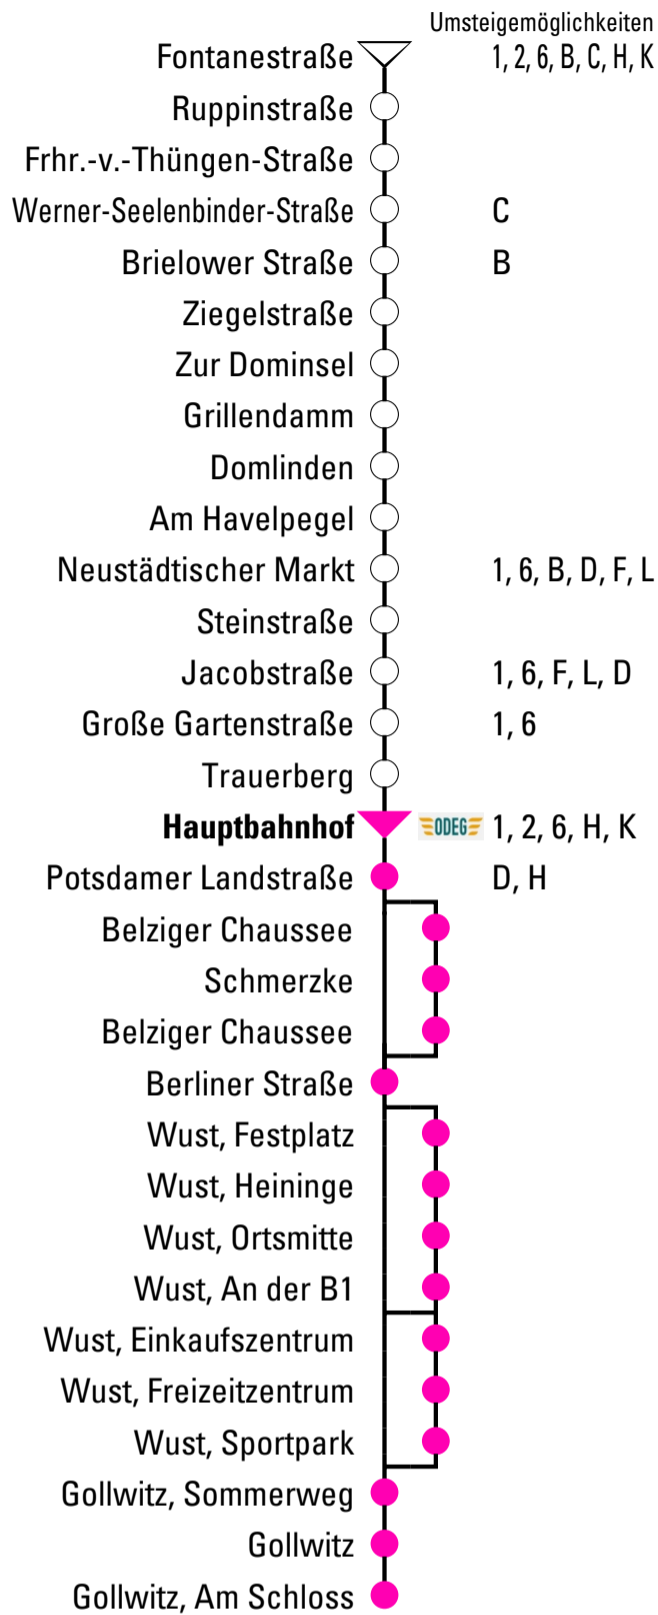 Umsteigemöglichkeiten
Fontanestraße 1, 2, 6, B, C, H, K
Ruppinstraße
Frhr.-v.-Thüngen-Straße
Werner-Seelenbinder-Straße C
Brielower Straße B
Ziegelstraße
Zur Dominsel
Grillendamm
Domlinden
Am Havelpegel
Neustädtischer Markt 1, 6, B, D, F, L
Steinstraße
Jacobstraße 1, 6, F, L, D
Große Gartenstraße 1, 6
Trauerberg
Hauptbahnhof ODEG 1, 2, 6, H, K
Potsdamer Landstraße D, H
Belziger Chaussee
Schmerzke
Belziger Chaussee
Berliner Straße
Wust, Festplatz
Wust, Heininge
Wust, Ortsmitte
Wust, An der B1
Wust, Einkaufszentrum
Wust, Freizeitzentrum
Wust, Sportpark
Gollwitz, Sommerweg
Gollwitz
Gollwitz, Am Schloss